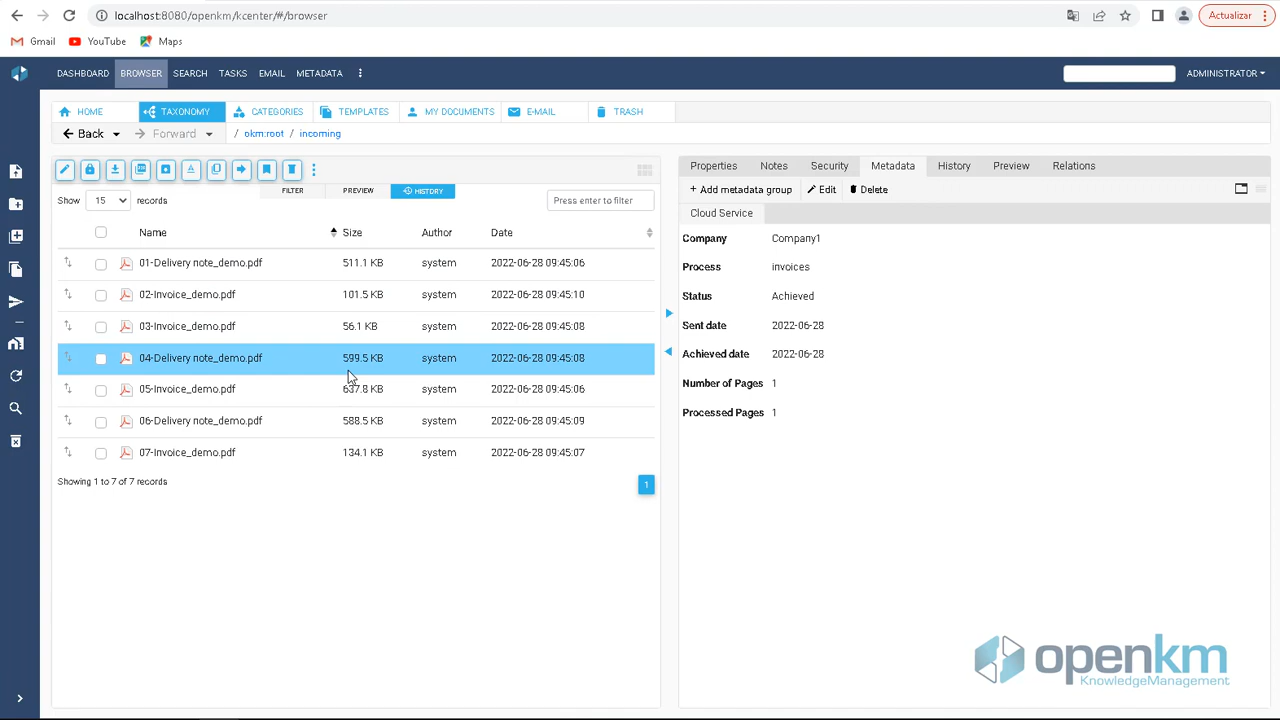 localhost:8080/openkm/kcenter/#/browser
Actualizar
Gmail YouTube Maps
DASHBOARD BROWSER SEARCH TASKS EMAIL METADATA ADMINISTRATOR
HOME TAXONOMY CATEGORIES TEMPLATES MY DOCUMENTS E-MAIL TRASH
Back Forward / okm:root / incoming
FILTER PREVIEW HISTORY
Show 15 records Press enter to filter
Name Size Author Date
01-Delivery note_demo.pdf 511.1 KB system 2022-06-28 09:45:06
02-Invoice_demo.pdf 101.5 KB system 2022-06-28 09:45:10
03-Invoice_demo.pdf 56.1 KB system 2022-06-28 09:45:08
04-Delivery note_demo.pdf 599.5 KB system 2022-06-28 09:45:08
05-Invoice_demo.pdf 637.8 KB system 2022-06-28 09:45:06
06-Delivery note_demo.pdf 588.5 KB system 2022-06-28 09:45:09
07-Invoice_demo.pdf 134.1 KB system 2022-06-28 09:45:07
Showing 1 to 7 of 7 records 1
Properties Notes Security Metadata History Preview Relations
+ Add metadata group Edit Delete
Cloud Service
Company Company1
Process invoices
Status Achieved
Sent date 2022-06-28
Achieved date 2022-06-28
Number of Pages 1
Processed Pages 1
openkm
KnowledgeManagement